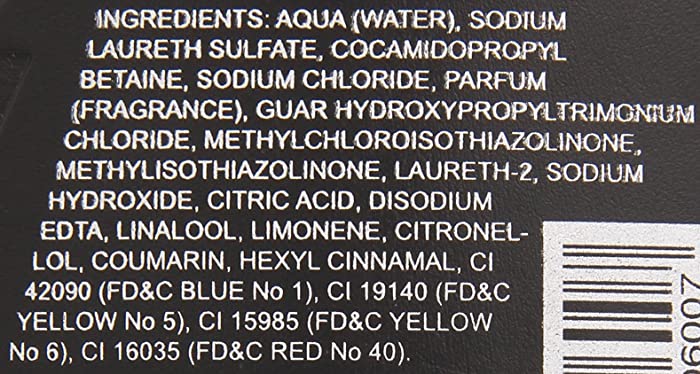 INGREDIENTS: AQUA (WATER), SODIUM
LAURETH SULFATE, COCAMIDOPROPYL
BETAINE, SODIUM CHLORIDE, PARFUM
(FRAGRANCE), GUAR HYDROXYPROPYLTRIMONIUM
CHLORIDE, METHYLCHLOROISOTHIAZOLINONE,
METHYLISOTHIAZOLINONE, LAURETH-2, SODIUM
HYDROXIDE, CITRIC ACID, DISODIUM
EDTA, LINALOOL, LIMONENE, CITRONEL-
LOL, COUMARIN, HEXYL CINNAMAL, CI
42090 (FD&C BLUE No 1), CI 19140 (FD&C
YELLOW No 5), CI 15985 (FD&C YELLOW
No 6), CI 16035 (FD&C RED No 40).